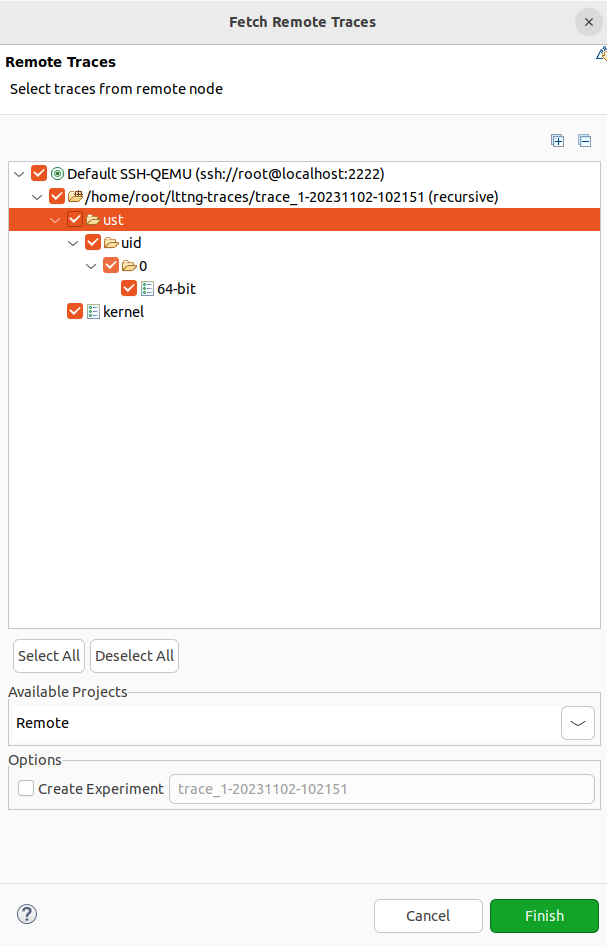 Fetch Remote Traces
Remote Traces
Select traces from remote node
Default SSH-QEMU (ssh://root@localhost:2222)
/home/root/lttng-traces/trace_1-20231102-102151 (recursive)
ust
uid
0
64-bit
kernel
Select All Deselect All
Available Projects
Remote
Options
Create Experiment trace_1-20231102-102151
? Cancel Finish